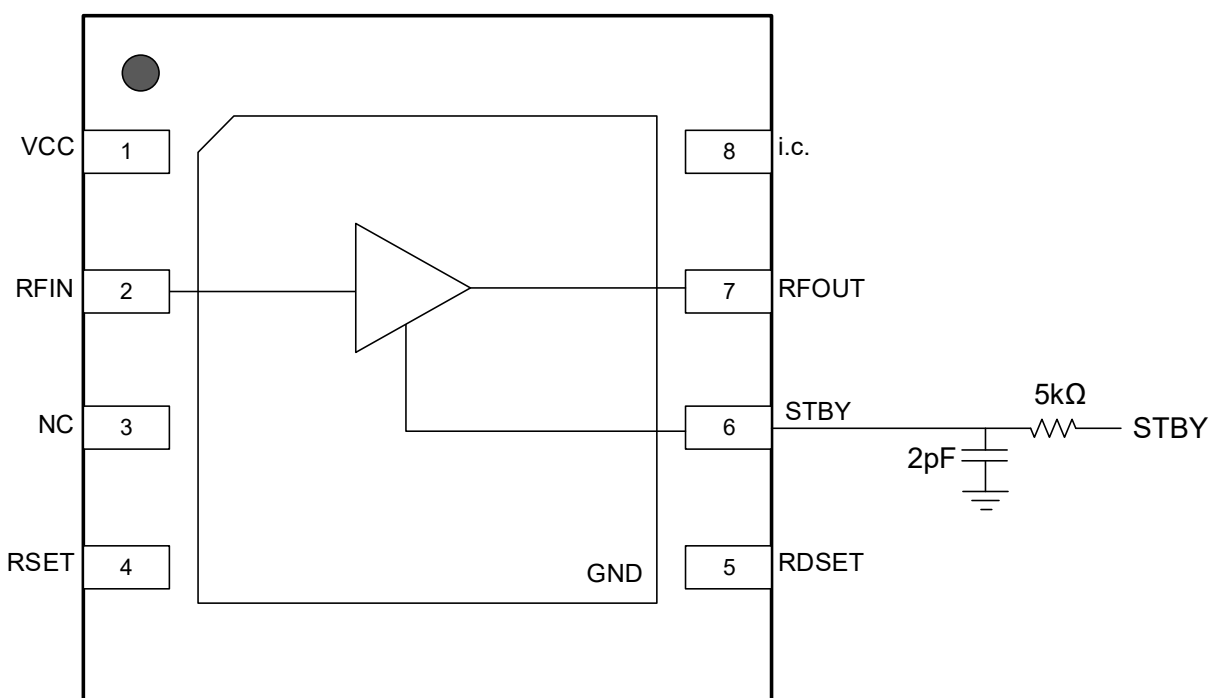 VCC 1 8 i.c.
RFIN 2 7 RFOUT
5kΩ
NC 3 6 STBY STBY
2pF
RSET 4 GND 5 RDSET